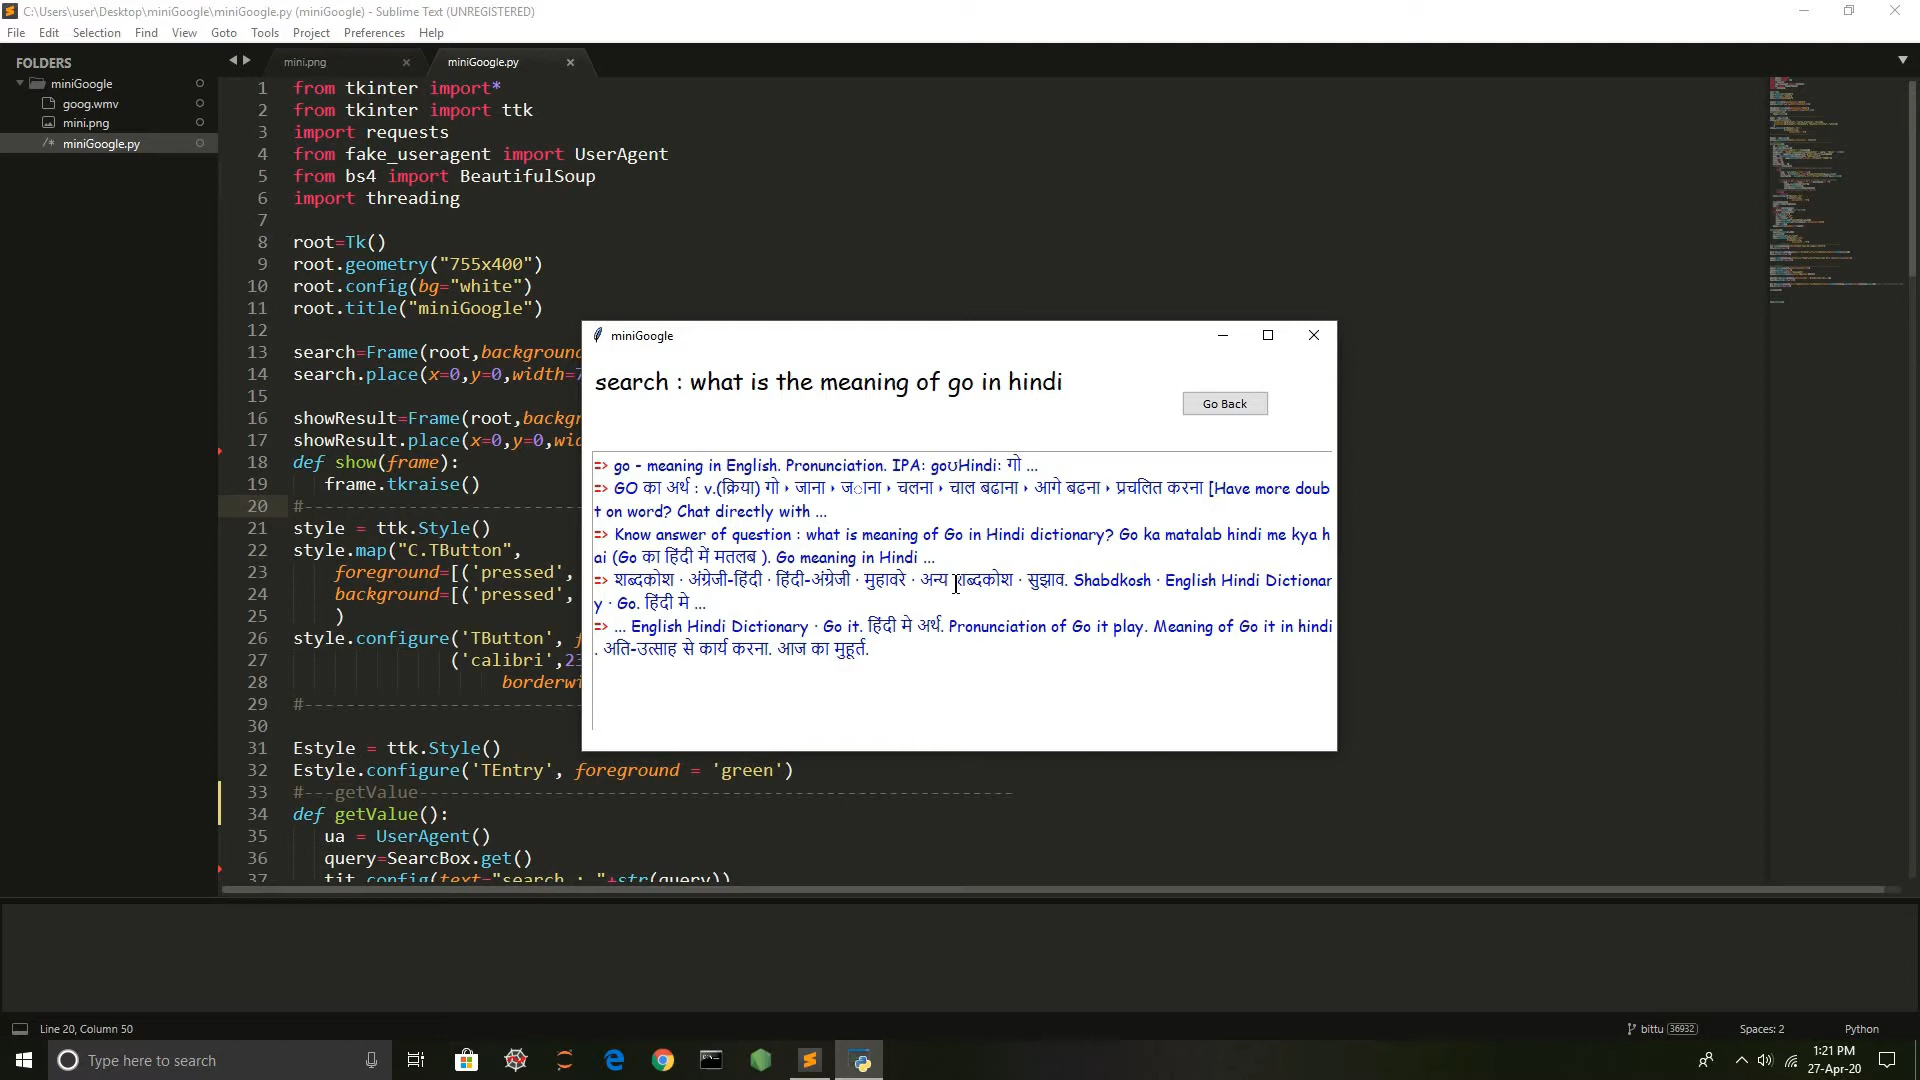 C:\Users\user\Desktop\miniGoogle\miniGoogle.py (miniGoogle) - Sublime Text (UNREGISTERED)
File Edit Selection Find View Goto Tools Project Preferences Help
FOLDERS
miniGoogle
goog.wmv
mini.png
miniGoogle.py
mini.png
miniGoogle.py
1 from tkinter import*
2 from tkinter import ttk
3 import requests
4 from fake_useragent import UserAgent
5 from bs4 import BeautifulSoup
6 import threading
7
8 root=Tk()
9 root.geometry("755x400")
10 root.config(bg="white")
11 root.title("miniGoogle")
12
13 search=Frame(root,background
14 search.place(x=0,y=0,width=7
15
16 showResult=Frame(root,backg
17 showResult.place(x=0,y=0,wid
18 def show(frame):
19 frame.tkraise()
20 #----------------------------
21 style = ttk.Style()
22 style.map("C.TButton",
23 foreground=[('pressed',
24 background=[('pressed',
25 )
26 style.configure('TButton', f
27 ('calibri',23
28 borderwi
29 #----------------------------
30
31 Estyle = ttk.Style()
32 Estyle.configure('TEntry', foreground = 'green')
33 #---getValue---------------------------------------------------------
34 def getValue():
35 ua = UserAgent()
36 query=SearcBox.get()
37 tit.config(text="search : "+str(query))
miniGoogle
search : what is the meaning of go in hindi
Go Back
=> go - meaning in English. Pronunciation. IPA: goʊHindi: गो ...
=> GO का अर्थ : v.(क्रिया) गो › जाना › जाना › चलना › चाल बढाना › आगे बढना › प्रचलित करना [Have more doub
t on word? Chat directly with ...
=> Know answer of question : what is meaning of Go in Hindi dictionary? Go ka matalab hindi me kya h
ai (Go का हिंदी में मतलब ). Go meaning in Hindi ...
=> शब्दकोश · अंग्रेजी-हिंदी · हिंदी-अंग्रेजी · मुहावरे · अन्य शब्दकोश · सुझाव. Shabdkosh · English Hindi Dictionar
y · Go. हिंदी मे ...
=> ... English Hindi Dictionary · Go it. हिंदी मे अर्थ. Pronunciation of Go it play. Meaning of Go it in hindi
. अति-उत्साह से कार्य करना. आज का मुहूर्त.
Line 20, Column 50
bittu 36932
Spaces: 2
Python
Type here to search
1:21 PM
27-Apr-20